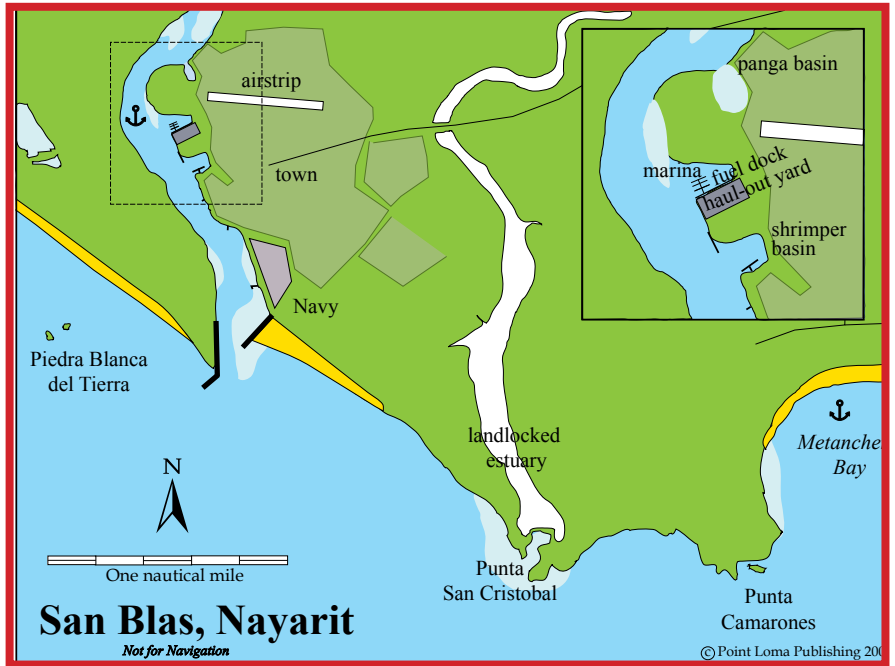 airstrip
town
Navy
Piedra Blanca
del Tierra
panga basin
marina
fuel dock
haul-out yard
shrimper
basin
landlocked
estuary
Metanche
Bay
N
One nautical mile
Punta
San Cristobal
Punta
Camarones
San Blas, Nayarit
Not for Navigation
© Point Loma Publishing 200